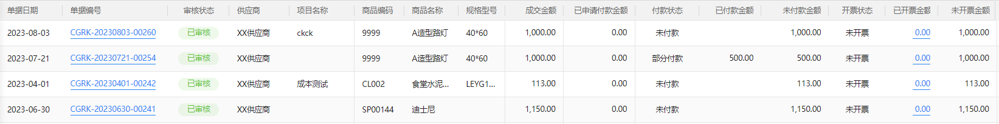 单据日期 单据编号 审核状态 供应商 项目名称 商品编码 商品名称 规格型号 成交金额 已申请付款金额 付款状态 已付款金额 未付款金额 开票状态 已开票金额 未开票金额
2023-08-03 CGRK-20230803-00260 已审核 XX供应商 ckck 9999 A造型路灯 40*60 1,000.00 0.00 未付款 1,000.00 未开票 0.00 1,000.00
2023-07-21 CGRK-20230721-00254 已审核 XX供应商 9999 A造型路灯 40*60 1,000.00 0.00 部分付款 500.00 500.00 未开票 0.00 1,000.00
2023-04-01 CGRK-20230401-00242 已审核 XX供应商 成本测试 CL002 食堂水泥... LEYG1... 113.00 0.00 未付款 113.00 未开票 0.00 113.00
2023-06-30 CGRK-20230630-00241 已审核 XX供应商 SP00144 迪士尼 1,150.00 0.00 未付款 1,150.00 未开票 0.00 1,150.00